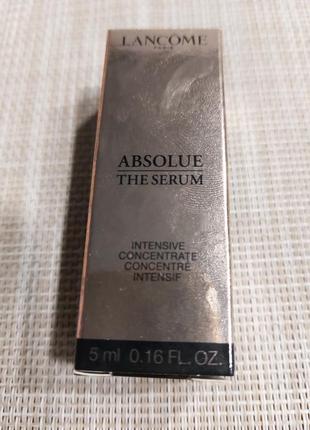 LANCÔME
PARIS
ABSOLUE
THE SERUM
INTENSIVE
CONCENTRATE
CONCENTRÉ
INTENSIF
5 ml 0.16 FL. OZ.